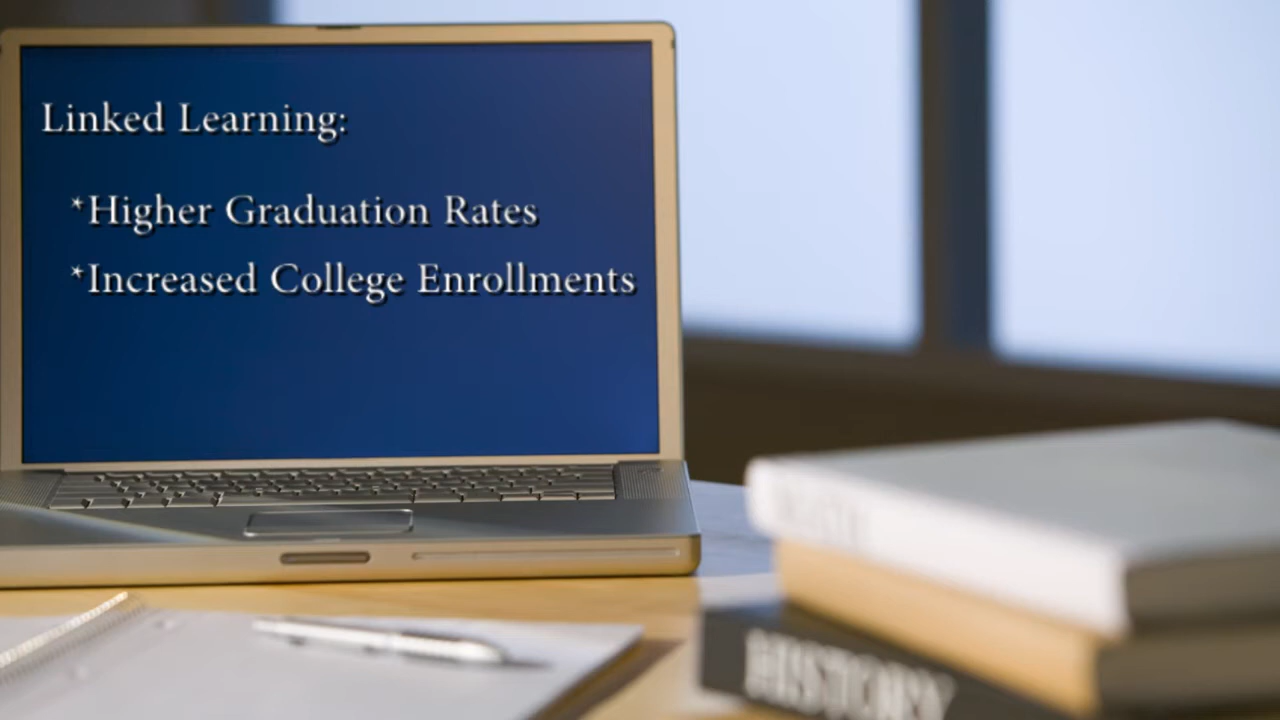 Linked Learning:
*Higher Graduation Rates
*Increased College Enrollments
HISTORY